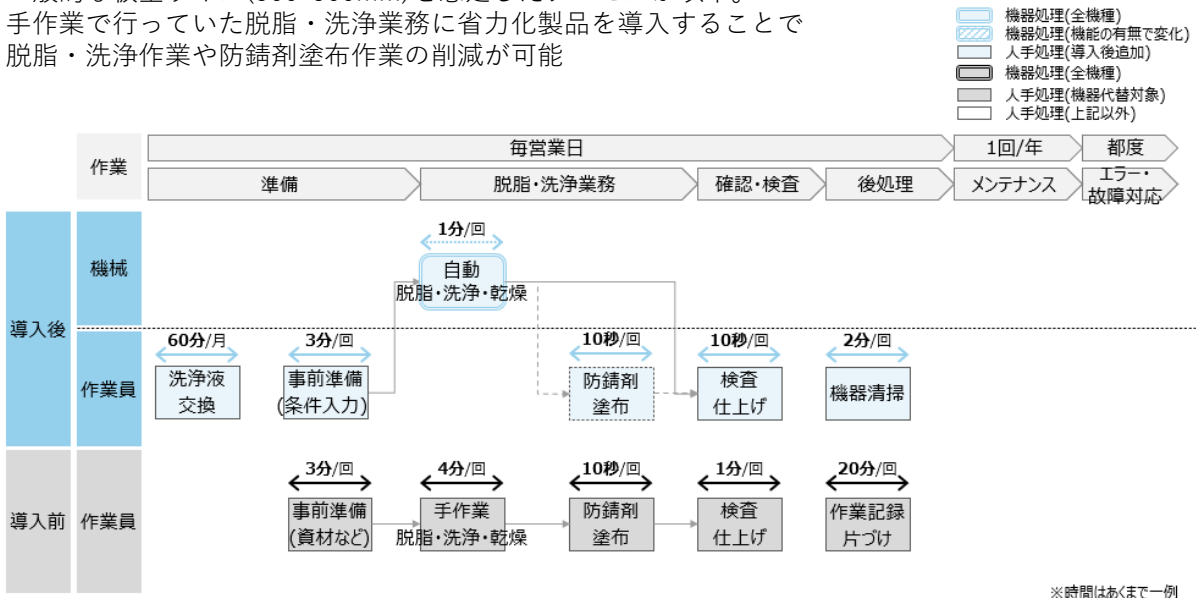 手作業で行っていた脱脂・洗浄業務に省力化製品を導入することで
脱脂・洗浄作業や防錆剤塗布作業の削減が可能
機器処理(全機種)
機器処理(機能の有無で変化)
人手処理(導入後追加)
機器処理(全機種)
人手処理(機器代替対象)
人手処理(上記以外)
作業
毎営業日
1回/年
都度
準備
脱脂・洗浄業務
確認・検査
後処理
メンテナンス
エラー・
故障対応
導入後
機械
1分/回
自動
脱脂・洗浄・乾燥
作業員
60分/月
洗浄液
交換
3分/回
事前準備
(条件入力)
10秒/回
防錆剤
塗布
10秒/回
検査
仕上げ
2分/回
機器清掃
導入前
作業員
3分/回
事前準備
(資材など)
4分/回
手作業
脱脂・洗浄・乾燥
10秒/回
防錆剤
塗布
1分/回
検査
仕上げ
20分/回
作業記録
片づけ
※時間はあくまで一例